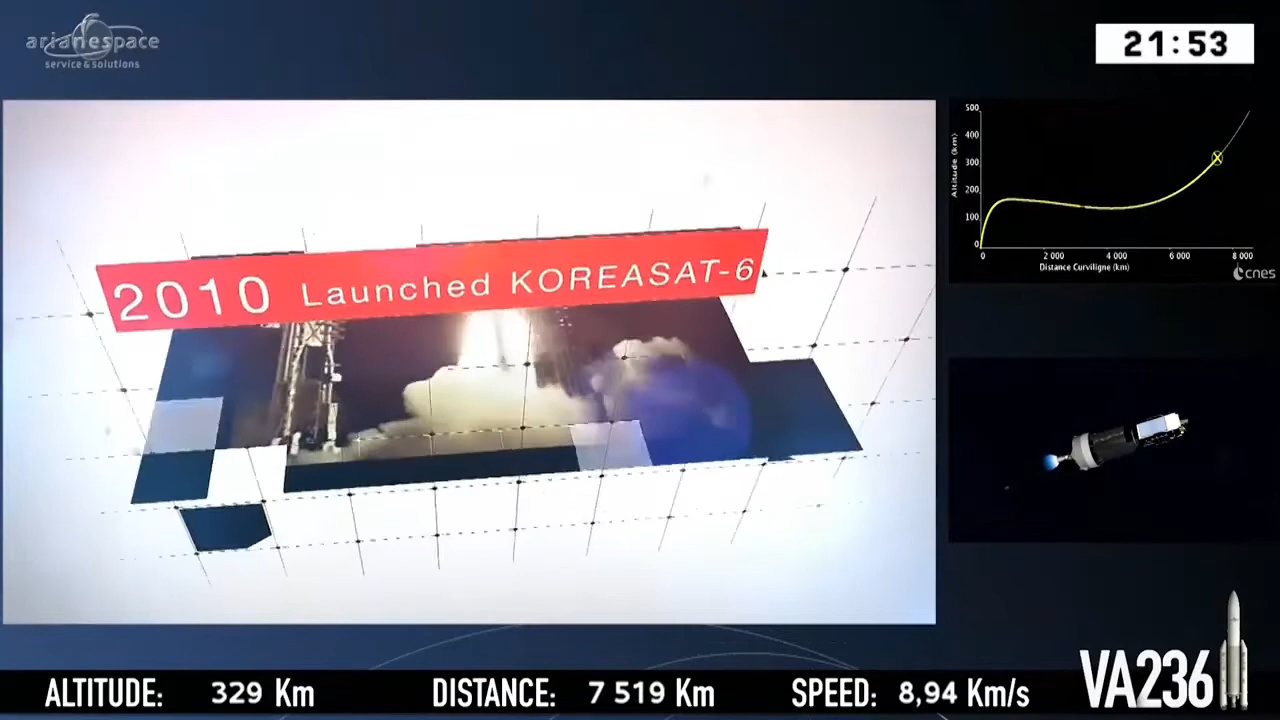 arianespace
service & solutions
21:53
2010 Launched KOREASAT-6
500
400
300
200
100
0
Altitude (km)
0 2 000 4 000 6 000 8 000
Distance Curviligne (km)
cnes
VA236
ALTITUDE: 329 Km DISTANCE: 7 519 Km SPEED: 8,94 Km/s